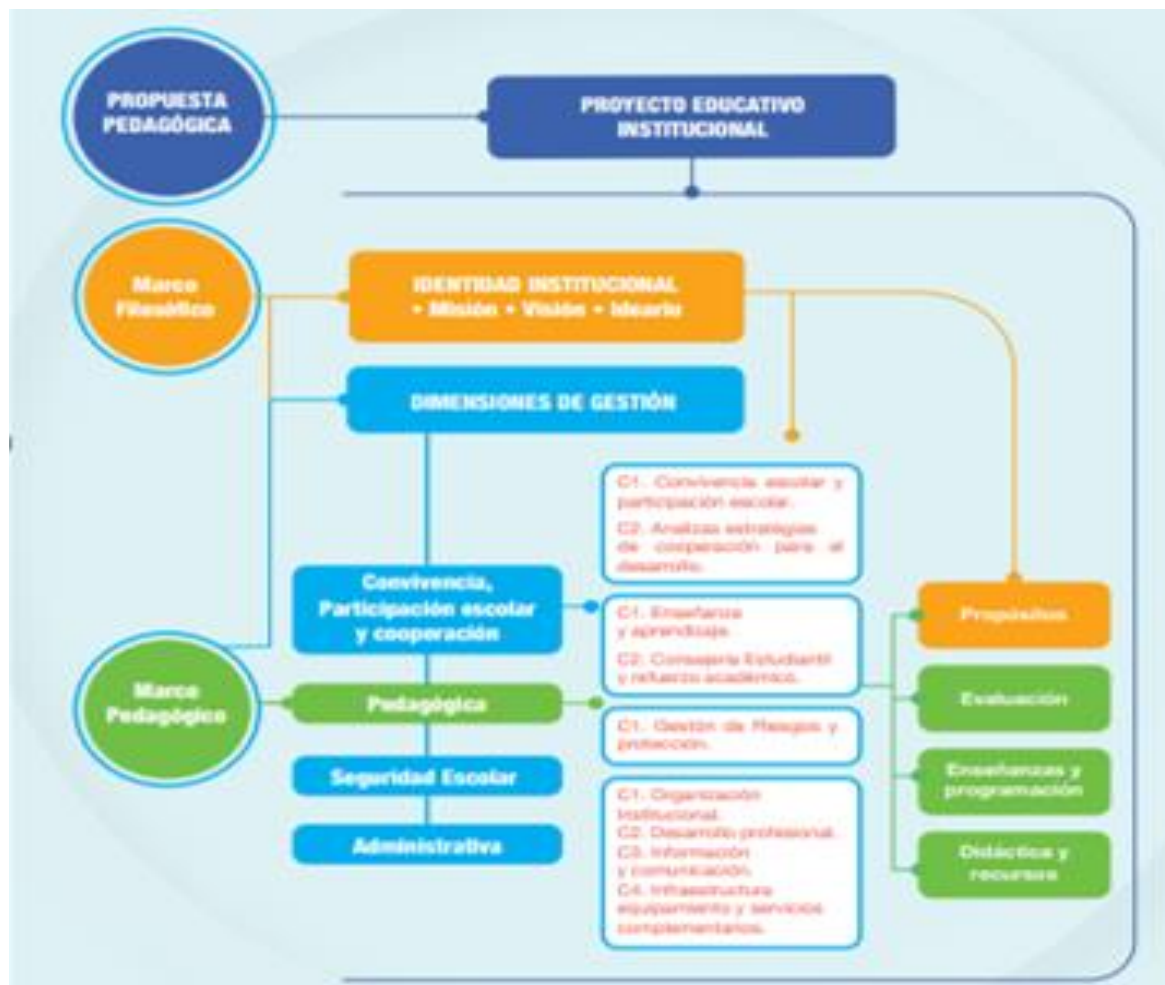 PROPUESTA
PEDAGÓGICA
PROYECTO EDUCATIVO
INSTITUCIONAL
Marco
Filosófico
IDENTIDAD INSTITUCIONAL
• Misión • Visión • Ideario
DIMENSIONES DE GESTIÓN
C1. Convivencia escolar y
participación escolar.
C2. Analizas estrategias
de cooperación para el
desarrollo.
Convivencia,
Participación escolar
y cooperación
C1. Enseñanza
y aprendizaje.
C2. Consejería Estudiantil
y refuerzo académico.
Propósitos
Marco
Pedagógico
Pedagógica
Evaluación
C1. Gestión de Riesgos y
protección.
Seguridad Escolar
Enseñanzas y
programación
C1. Organización
Institucional.
C2. Desarrollo profesional.
C3. Información
y comunicación.
C4. Infraestructura
equipamiento y servicios
complementarios.
Administrativa
Didáctica y
recursos